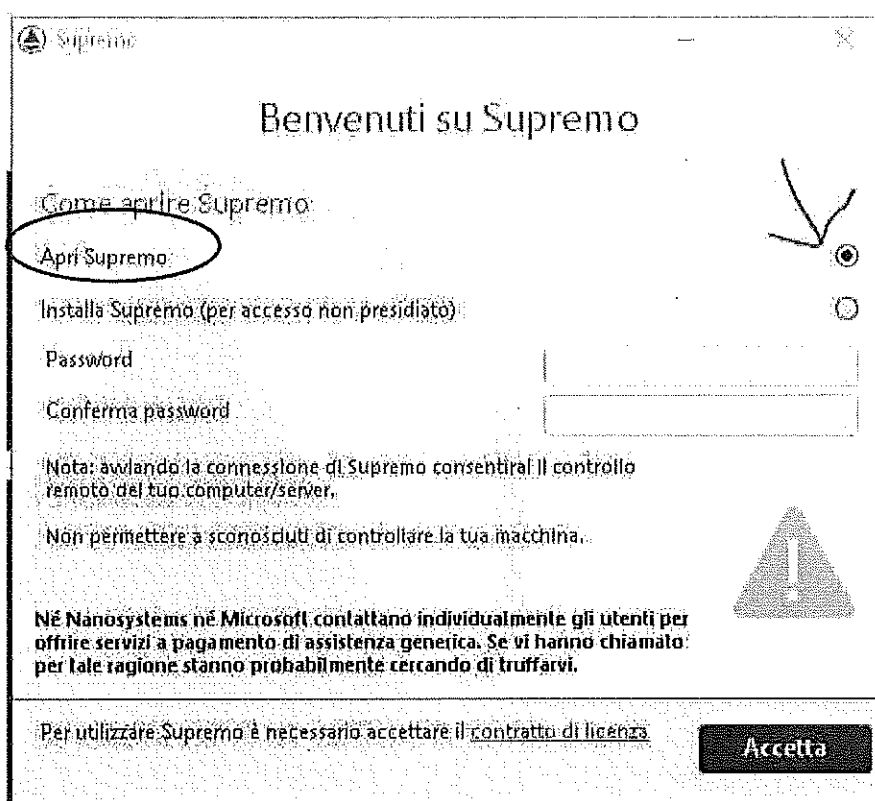 Supremo
Benvenuti su Supremo
Come aprire Supremo
Apri Supremo
Installa Supremo (per accesso non presidiato)
Password
Conferma password
Nota: avviando la connessione di Supremo consentirai il controllo
remoto del tuo computer/server.
Non permettere a sconosciuti di controllare la tua macchina.
Né Nanosystems né Microsoft contattano individualmente gli utenti per
offrire servizi a pagamento di assistenza generica. Se vi hanno chiamato
per tale ragione stanno probabilmente cercando di truffarvi.
Per utilizzare Supremo è necessario accettare il contratto di licenza
Accetta